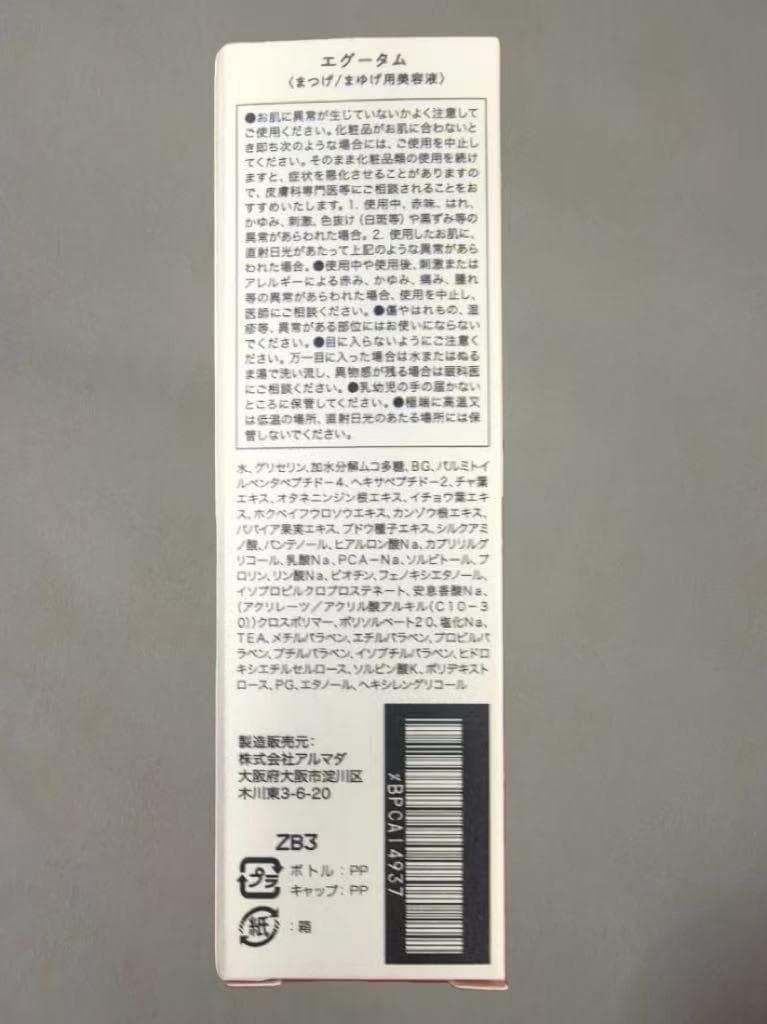 エグータム
〈まつげ/まゆげ用美容液〉
●お肌に異常が生じていないかよく注意して
ご使用ください。化粧品がお肌に合わないと
き即ち次のような場合には、ご使用を中止し
てください。そのまま化粧品類の使用を続け
ますと、症状を悪化させることがありますの
で、皮膚科専門医等にご相談されることをお
すすめいたします。1. 使用中、赤味、はれ、
かゆみ、刺激、色抜け(白斑等)や黒ずみ等の
異常があらわれた場合。2. 使用したお肌に、
直射日光があたって上記のような異常があら
われた場合。●使用中や使用後、刺激または
アレルギーによる赤み、かゆみ、痛み、腫れ
等の異常があらわれた場合、使用を中止し、
医師にご相談ください。●傷やはれもの、湿
疹等、異常がある部位にはお使いにならない
でください。●目に入らないようにご注意くだ
さい。万一目に入った場合は水またはぬる
ま湯で洗い流し、異物感が残る場合は眼科医
にご相談ください。●乳幼児の手の届かない
ところに保管してください。●極端に高温又
は低温の場所、直射日光のあたる場所には保
管しないでください。
水、グリセリン、加水分解ムコ多糖、BG、パルミトイ
ルペンタペプチド-4、ヘキサペプチド-2、チャ葉
エキス、オタネニンジン根エキス、イチョウ葉エキ
ス、ホクベイフウロソウエキス、カンゾウ根エキス、
パパイア果実エキス、ブドウ種子エキス、シルクアミ
ノ酸、パンテノール、ヒアルロン酸Na、カプリリルグ
リコール、乳酸Na、PCA-Na、ソルビトール、プ
ロリン、リン酸Na、ビオチン、フェノキシエタノール、
イソプロピルクロプロステネート、安息香酸Na、
(アクリレーツ/アクリル酸アルキル(C10-3
0))クロスポリマー、ポリソルベート20、塩化Na、
TEA、メチルパラベン、エチルパラベン、プロピルパ
ラベン、ブチルパラベン、イソブチルパラベン、ヒドロ
キシエチルセルロース、ソルビン酸K、ポリデキスト
ロース、PG、エタノール、ヘキシレングリコール
製造販売元:
株式会社アルマダ
大阪府大阪市淀川区
木川東3-6-20
×BPCA14937
ZB3
プラ
ボトル:PP
キャップ:PP
紙
:箱